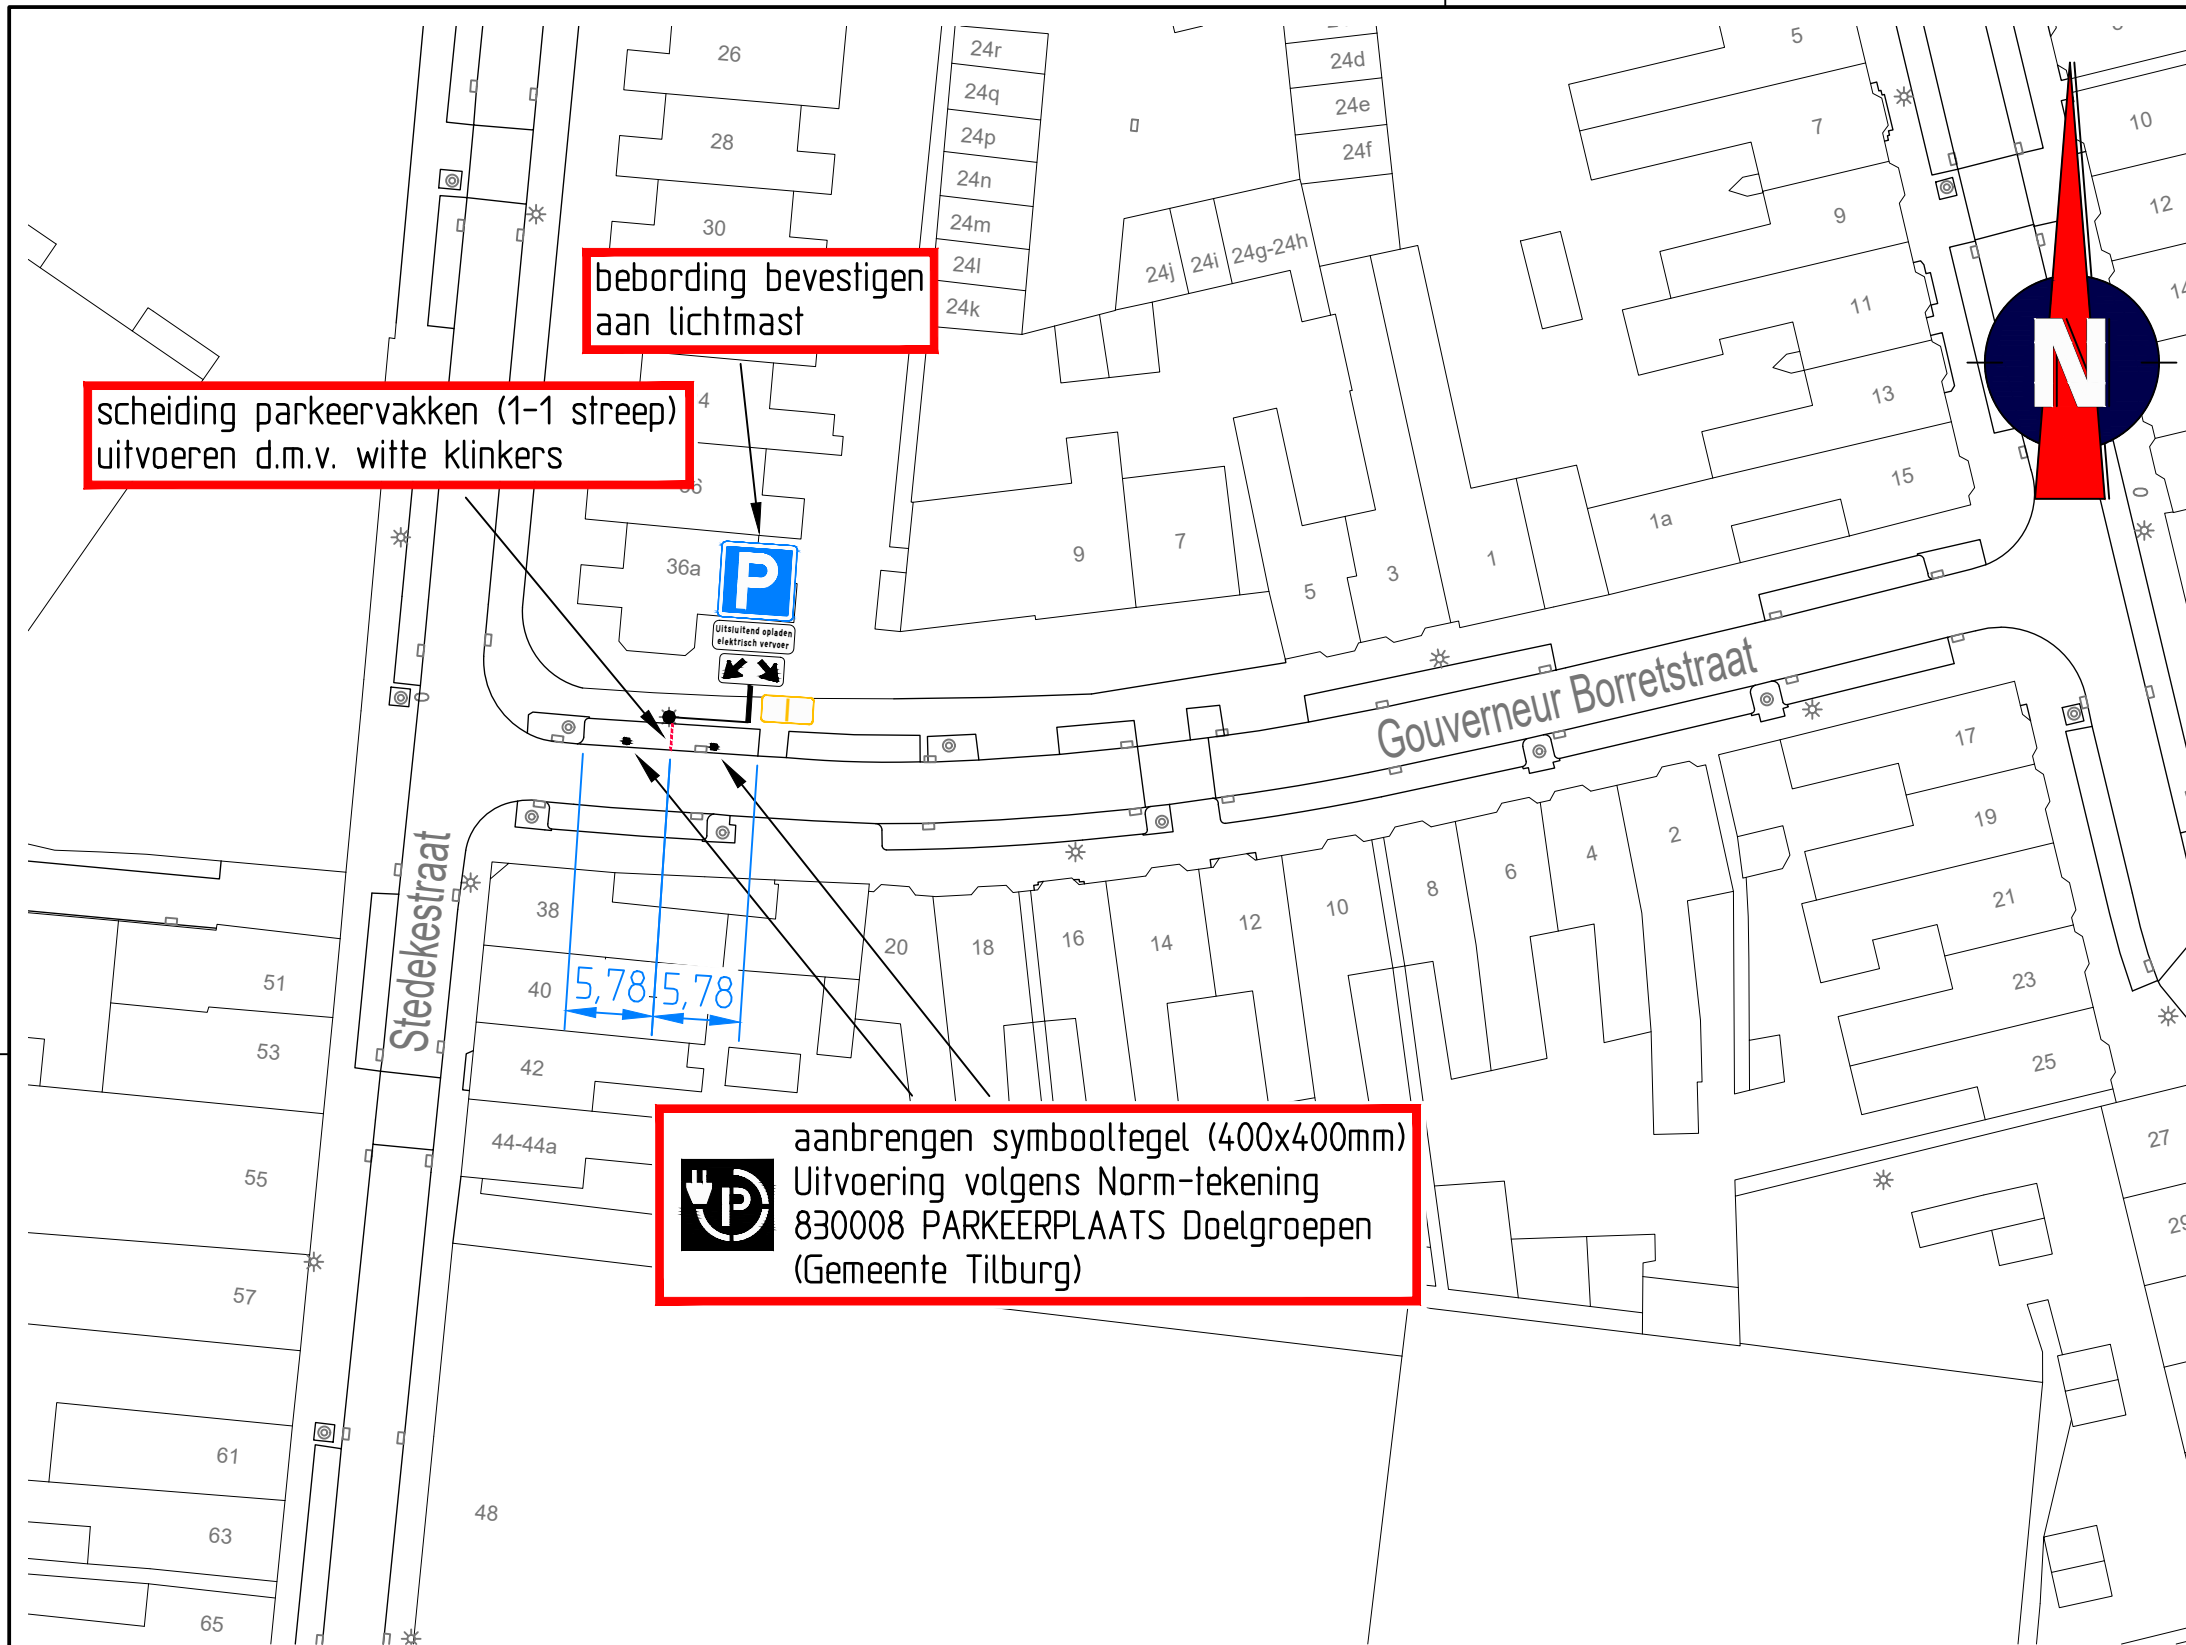 26
28
30
4
36
36a
24r
24q
24p
24n
24m
24l
24k
24d
24e
24f
24j
24i
24g-24h
5
7
9
11
13
15
10
12
14
N
bebording bevestigen
aan lichtmast
scheiding parkeervakken (1-1 streep)
uitvoeren d.m.v. witte klinkers
P
Uitsluitend opladen
elektrisch vervoer
9
7
5
3
1
1a
Gouverneur Borretstraat
Stedekestraat
38
40
42
44-44a
48
5,78
5,78
20
18
16
14
12
10
8
6
4
2
17
19
21
23
25
27
29
51
53
55
57
61
63
65
P
aanbrengen symbooltegel (400x400mm)
Uitvoering volgens Norm-tekening
830008 PARKEERPLAATS Doelgroepen
(Gemeente Tilburg)